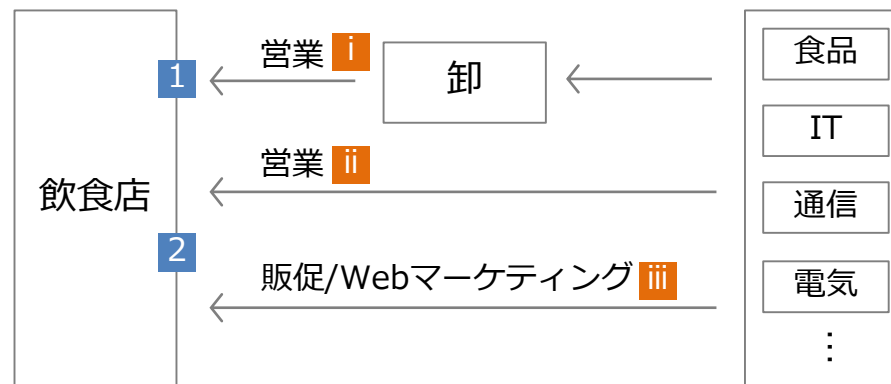 営業 i
1
卸
食品
IT
営業 ii
飲食店
通信
2
販促/Webマーケティング iii
電気
⋮